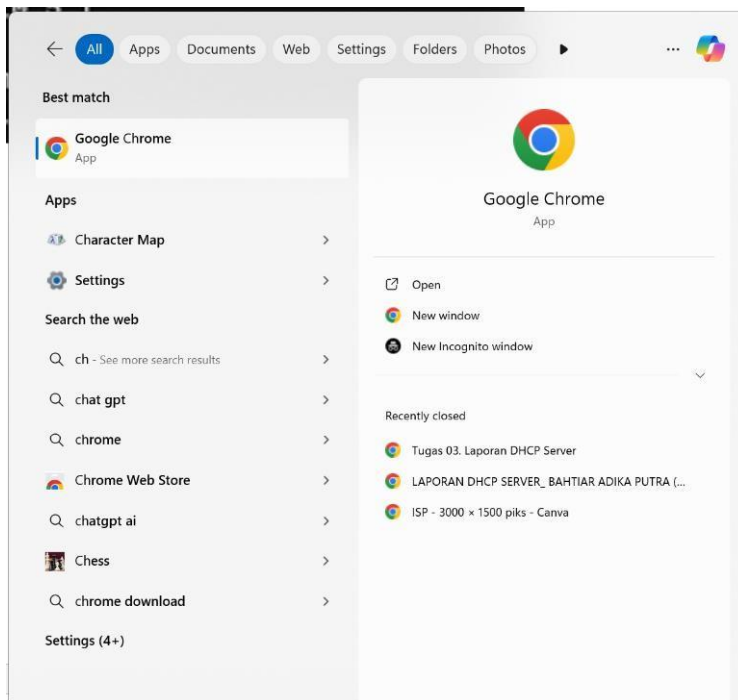 All Apps Documents Web Settings Folders Photos
Best match
Google Chrome
App
Apps
Character Map
Settings
Search the web
ch - See more search results
chat gpt
chrome
Chrome Web Store
chatgpt ai
Chess
chrome download
Settings (4+)
Google Chrome
App
Open
New window
New Incognito window
Recently closed
Tugas 03. Laporan DHCP Server
LAPORAN DHCP SERVER_ BAHTIAR ADIKA PUTRA (...
ISP - 3000 × 1500 piks - Canva